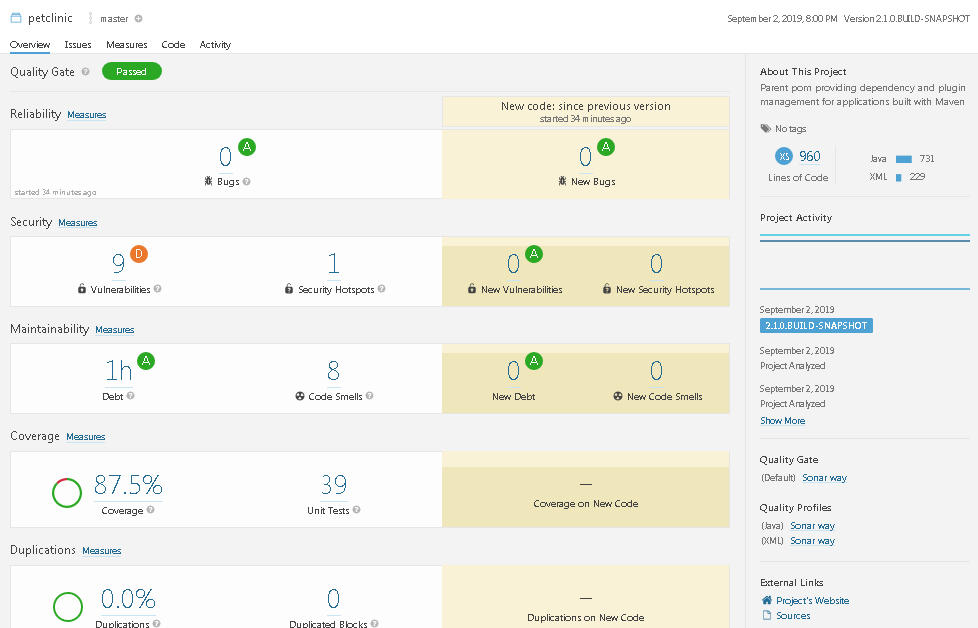 petclinic master
September 2, 2019, 8:00 PM Version 2.1.0.BUILD-SNAPSHOT
Overview Issues Measures Code Activity
Quality Gate ? Passed
Reliability Measures
New code: since previous version
started 34 minutes ago
0 A
Bugs ?
started 34 minutes ago
0 A
New Bugs
Security Measures
9 D
Vulnerabilities ?
1
Security Hotspots ?
0 A
New Vulnerabilities
0
New Security Hotspots
Maintainability Measures
1h A
Debt ?
8
Code Smells ?
0 A
New Debt
0
New Code Smells
Coverage Measures
87.5%
Coverage ?
39
Unit Tests ?
—
Coverage on New Code
Duplications Measures
0.0%
Duplications ?
0
Duplicated Blocks ?
—
Duplications on New Code
About This Project
Parent pom providing dependency and plugin
management for applications built with Maven
No tags
XS 960
Lines of Code
Java 731
XML 229
Project Activity
September 2, 2019
2.1.0.BUILD-SNAPSHOT
September 2, 2019
Project Analyzed
September 2, 2019
Project Analyzed
Show More
Quality Gate
(Default) Sonar way
Quality Profiles
(Java) Sonar way
(XML) Sonar way
External Links
Project's Website
Sources